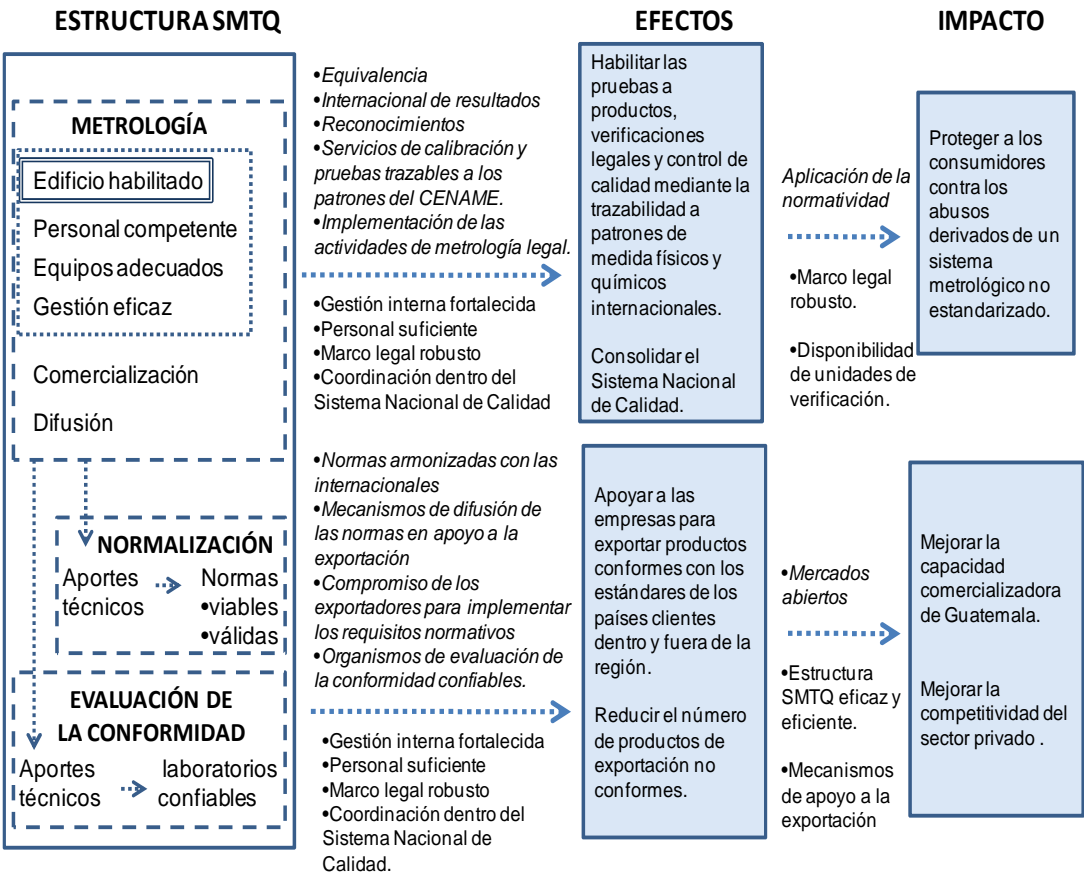 ESTRUCTURA SMTQ
EFECTOS
IMPACTO
METROLOGÍA
Edificio habilitado
Personal competente
Equipos adecuados
Gestión eficaz
Comercialización
Difusión
NORMALIZACIÓN
Aportes
técnicos
Normas
•viables
•válidas
EVALUACIÓN DE
LA CONFORMIDAD
Aportes
técnicos
laboratorios
confiables
•Equivalencia
•Internacional de resultados
•Reconocimientos
•Servicios de calibración y
pruebas trazables a los
patrones del CENAME.
•Implementación de las
actividades de metrología legal.
•Gestión interna fortalecida
•Personal suficiente
•Marco legal robusto
•Coordinación dentro del
Sistema Nacional de Calidad
•Normas armonizadas con las
internacionales
•Mecanismos de difusión de
las normas en apoyo a la
exportación
•Compromiso de los
exportadores para implementar
los requisitos normativos
•Organismos de evaluación de
la conformidad confiables.
•Gestión interna fortalecida
•Personal suficiente
•Marco legal robusto
•Coordinación dentro del
Sistema Nacional de
Calidad.
Habilitar las
pruebas a
productos,
verificaciones
legales y control de
calidad mediante la
trazabilidad a
patrones de
medida físicos y
químicos
internacionales.
Consolidar el
Sistema Nacional
de Calidad.
Apoyar a las
empresas para
exportar productos
conformes con los
estándares de los
países clientes
dentro y fuera de la
región.
Reducir el número
de productos de
exportación no
conformes.
Aplicación de la
normatividad
•Marco legal
robusto.
•Disponibilidad
de unidades de
verificación.
•Mercados
abiertos
•Estructura
SMTQ eficaz y
eficiente.
•Mecanismos
de apoyo a la
exportación
Proteger a los
consumidores
contra los
abusos
derivados de un
sistema
metrológico no
estandarizado.
Mejorar la
capacidad
comercializadora
de Guatemala.
Mejorar la
competitividad del
sector privado .